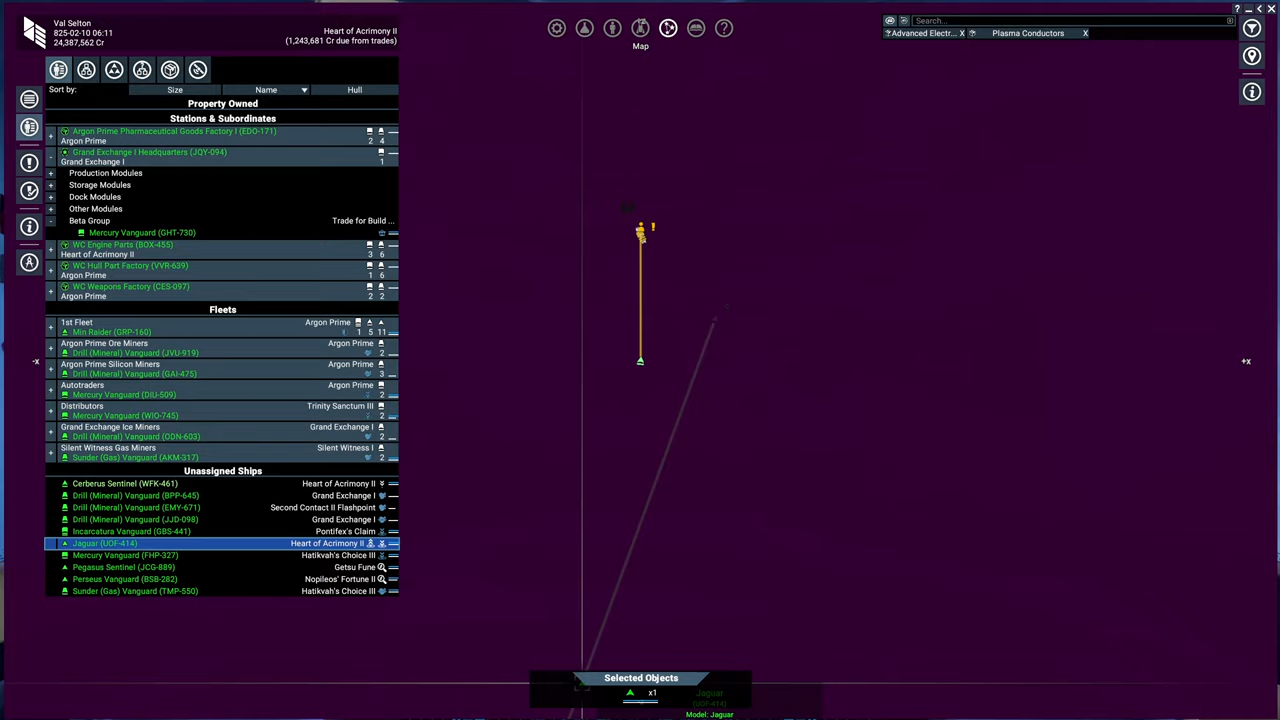 Val Selton
825-02-10 06:11
24,387,562 Cr
Heart of Acrimony II
(1,243,681 Cr due from trades)
Map
Search...
Advanced Electr... X
Plasma Conductors X
Sort by:
Size
Name
Hull
Property Owned
Stations & Subordinates
Argon Prime Pharmaceutical Goods Factory I (EDO-171)
Argon Prime 2 4
Grand Exchange I Headquarters (JQY-094)
Grand Exchange I 1
+ Production Modules
+ Storage Modules
+ Dock Modules
+ Other Modules
- Beta Group Trade for Build ...
Mercury Vanguard (GHT-730)
WC Engine Parts (BOX-455)
Heart of Acrimony II 3 6
WC Hull Part Factory (VVR-639)
Argon Prime 1 6
WC Weapons Factory (CES-097)
Argon Prime 2 2
Fleets
1st Fleet Argon Prime
Min Raider (GRP-160) 1 5 11
Argon Prime Ore Miners Argon Prime
Drill (Mineral) Vanguard (JVU-919) 2
Argon Prime Silicon Miners Argon Prime
Drill (Mineral) Vanguard (GAI-475) 3
Autotraders Argon Prime
Mercury Vanguard (DIU-509) 2
Distributors Trinity Sanctum III
Mercury Vanguard (WIO-745) 2
Grand Exchange Ice Miners Grand Exchange I
Drill (Mineral) Vanguard (ODN-603) 2
Silent Witness Gas Miners Silent Witness I
Sunder (Gas) Vanguard (AKM-317) 2
Unassigned Ships
Cerberus Sentinel (WFK-461) Heart of Acrimony II
Drill (Mineral) Vanguard (BPP-645) Grand Exchange I
Drill (Mineral) Vanguard (EMY-671) Second Contact II Flashpoint
Drill (Mineral) Vanguard (JJD-098) Grand Exchange I
Incarcatura Vanguard (GBS-441) Pontifex's Claim
Jaguar (UOF-414) Heart of Acrimony II
Mercury Vanguard (FHP-327) Hatikvah's Choice III
Pegasus Sentinel (JCG-889) Getsu Fune
Perseus Vanguard (BSB-282) Nopileos' Fortune II
Sunder (Gas) Vanguard (TMP-550) Hatikvah's Choice III
-x
+x
Selected Objects
x1
Jaguar
(UOF-414)
Model: Jaguar